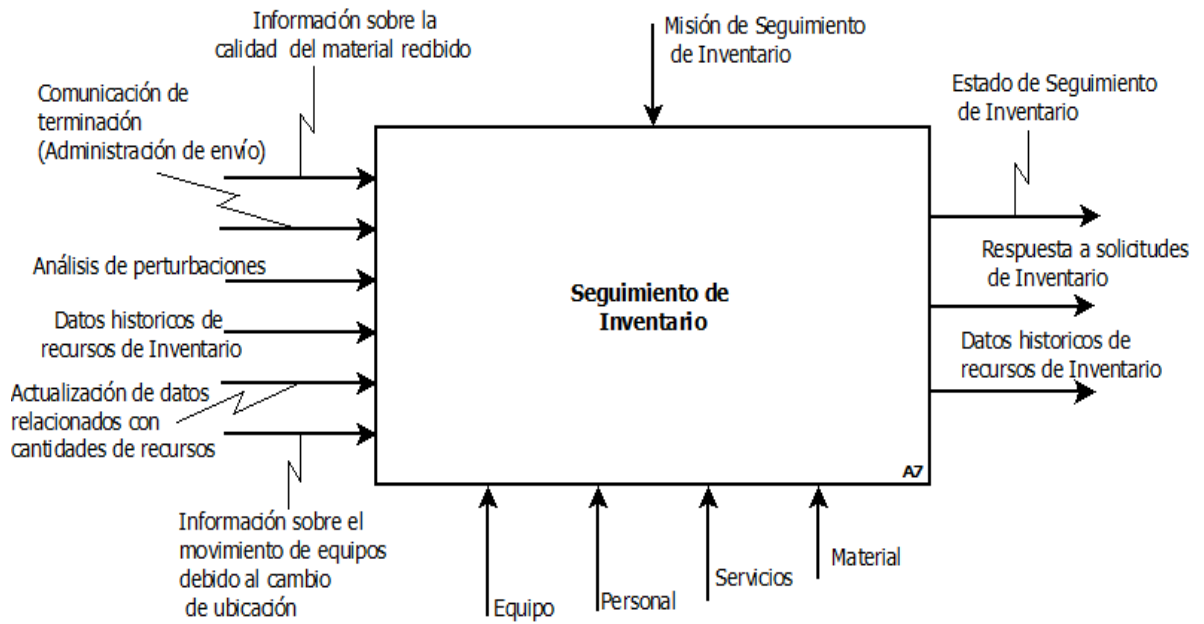 Información sobre la
calidad del material recibido
Misión de Seguimiento
de Inventario
Comunicación de
terminación
(Administración de envío)
Estado de Seguimiento
de Inventario
Análisis de perturbaciones
Respuesta a solicitudes
de Inventario
Seguimiento de
Inventario
Datos historicos de
recursos de Inventario
Datos historicos de
recursos de Inventario
Actualización de datos
relacionados con
cantidades de recursos
A7
Información sobre el
movimiento de equipos
debido al cambio
de ubicación
Equipo
Personal
Servicios
Material